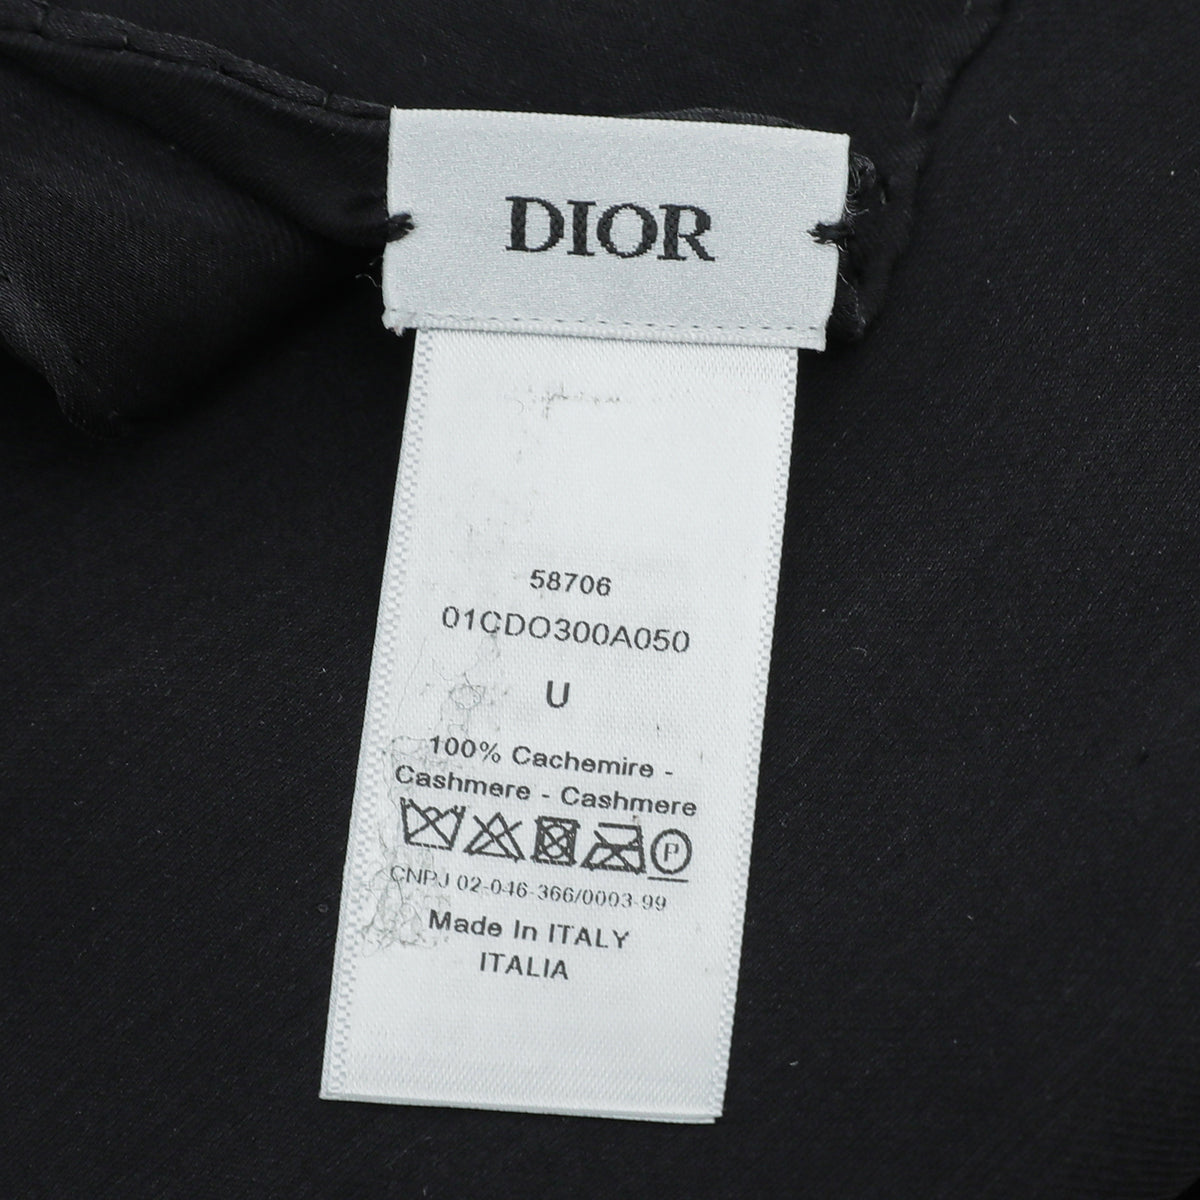 DIOR
58706
01CDO300A050
U
100% Cachemire -
Cashmere - Cashmere
P
CNPJ 02-046-366/0003-99
Made In ITALY
ITALIA